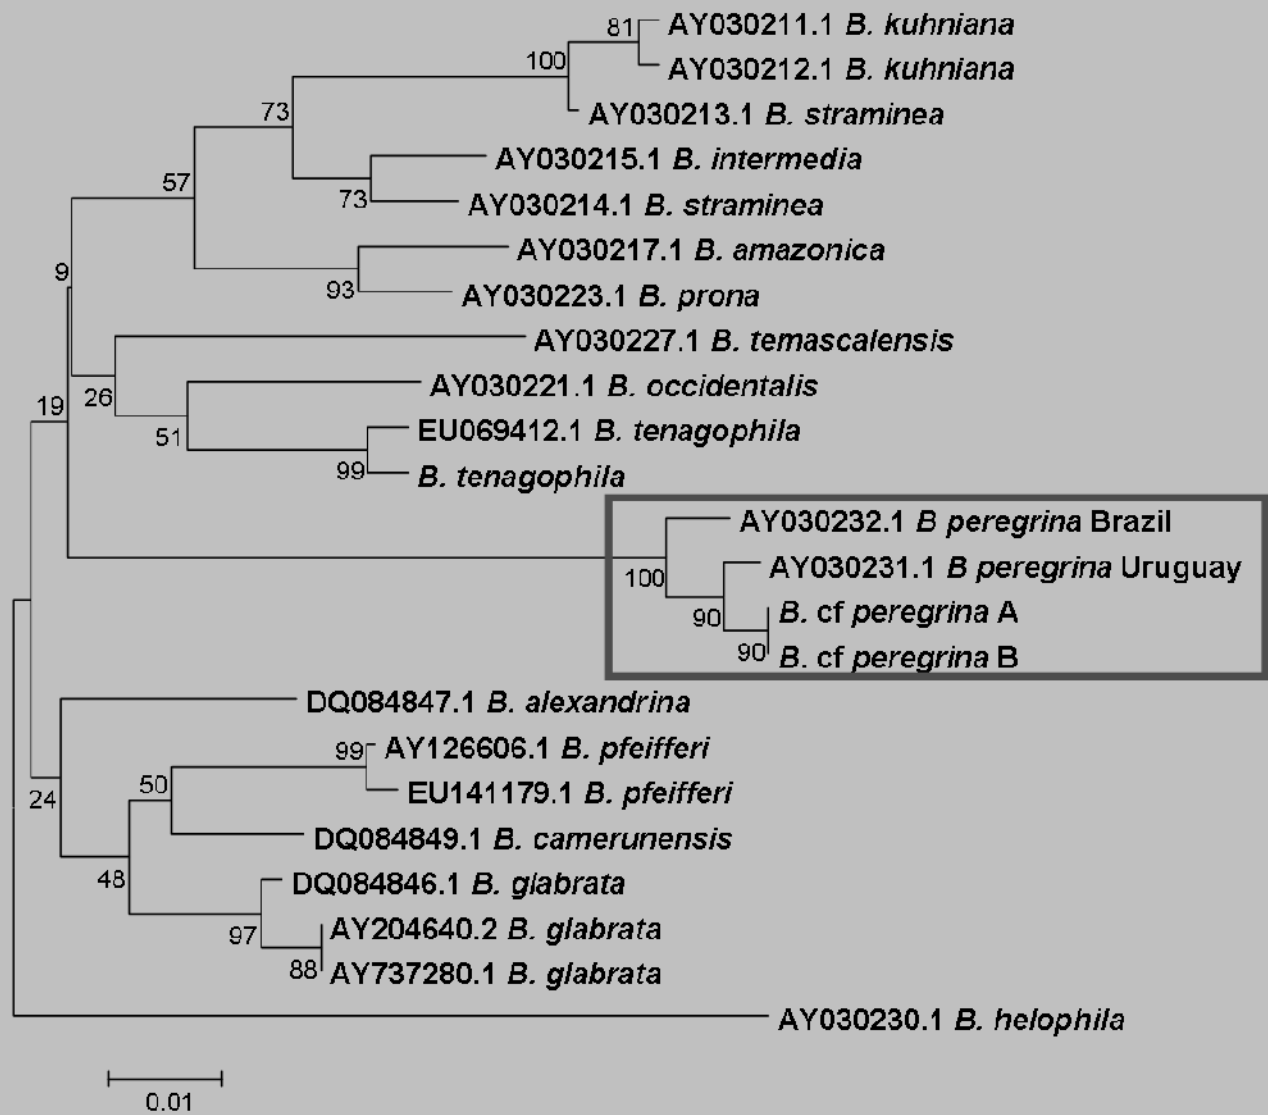 81
AY030211.1 B. kuhniana
100
AY030212.1 B. kuhniana
73
AY030213.1 B. straminea
AY030215.1 B. intermedia
57
73
AY030214.1 B. straminea
AY030217.1 B. amazonica
9
93
AY030223.1 B. prona
AY030227.1 B. temascalensis
AY030221.1 B. occidentalis
19
26
EU069412.1 B. tenagophila
51
99
B. tenagophila
AY030232.1 B peregrina Brazil
AY030231.1 B peregrina Uruguay
100
B. cf peregrina A
90
90
B. cf peregrina B
DQ084847.1 B. alexandrina
99
AY126606.1 B. pfeifferi
50
EU141179.1 B. pfeifferi
24
DQ084849.1 B. camerunensis
48
DQ084846.1 B. glabrata
97
AY204640.2 B. glabrata
88
AY737280.1 B. glabrata
AY030230.1 B. helophila
0.01